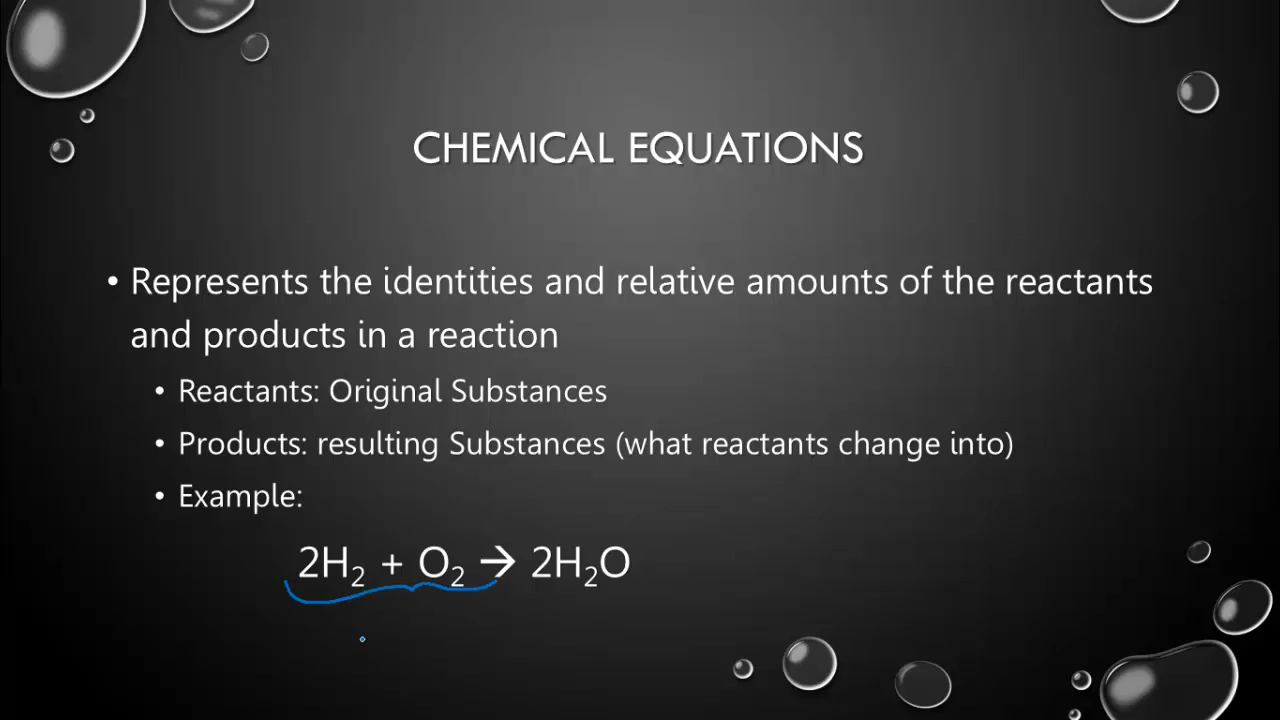 CHEMICAL EQUATIONS
• Represents the identities and relative amounts of the reactants
and products in a reaction
• Reactants: Original Substances
• Products: resulting Substances (what reactants change into)
• Example:
2H₂ + O₂ → 2H₂O